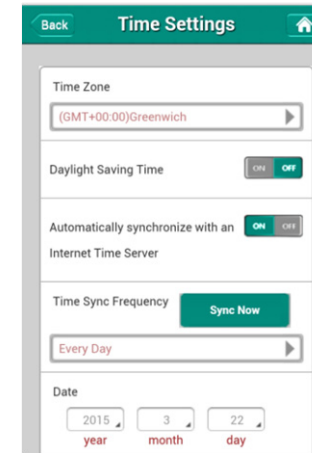 Back
Time Settings
Time Zone
(GMT+00:00)Greenwich
Daylight Saving Time
ON OFF
Automatically synchronize with an
ON OFF
Internet Time Server
Time Sync Frequency
Sync Now
Every Day
Date
2015 3 22
year month day